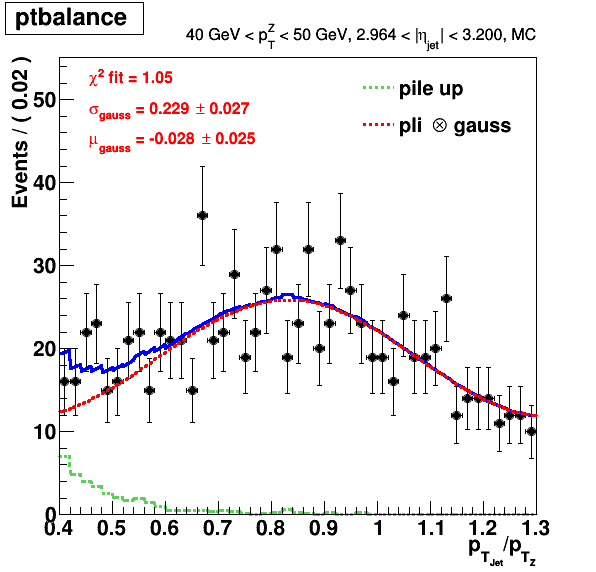 ptbalance
40 GeV < p_T^Z < 50 GeV, 2.964 < |η_jet| < 3.200, MC
χ² fit = 1.05
σ_gauss = 0.229 ± 0.027
μ_gauss = -0.028 ± 0.025
pile up
pli ⊗ gauss
Events / ( 0.02 )
50
40
30
20
10
0
0.4 0.5 0.6 0.7 0.8 0.9 1 1.1 1.2 1.3
p_T_Jet/p_T_Z